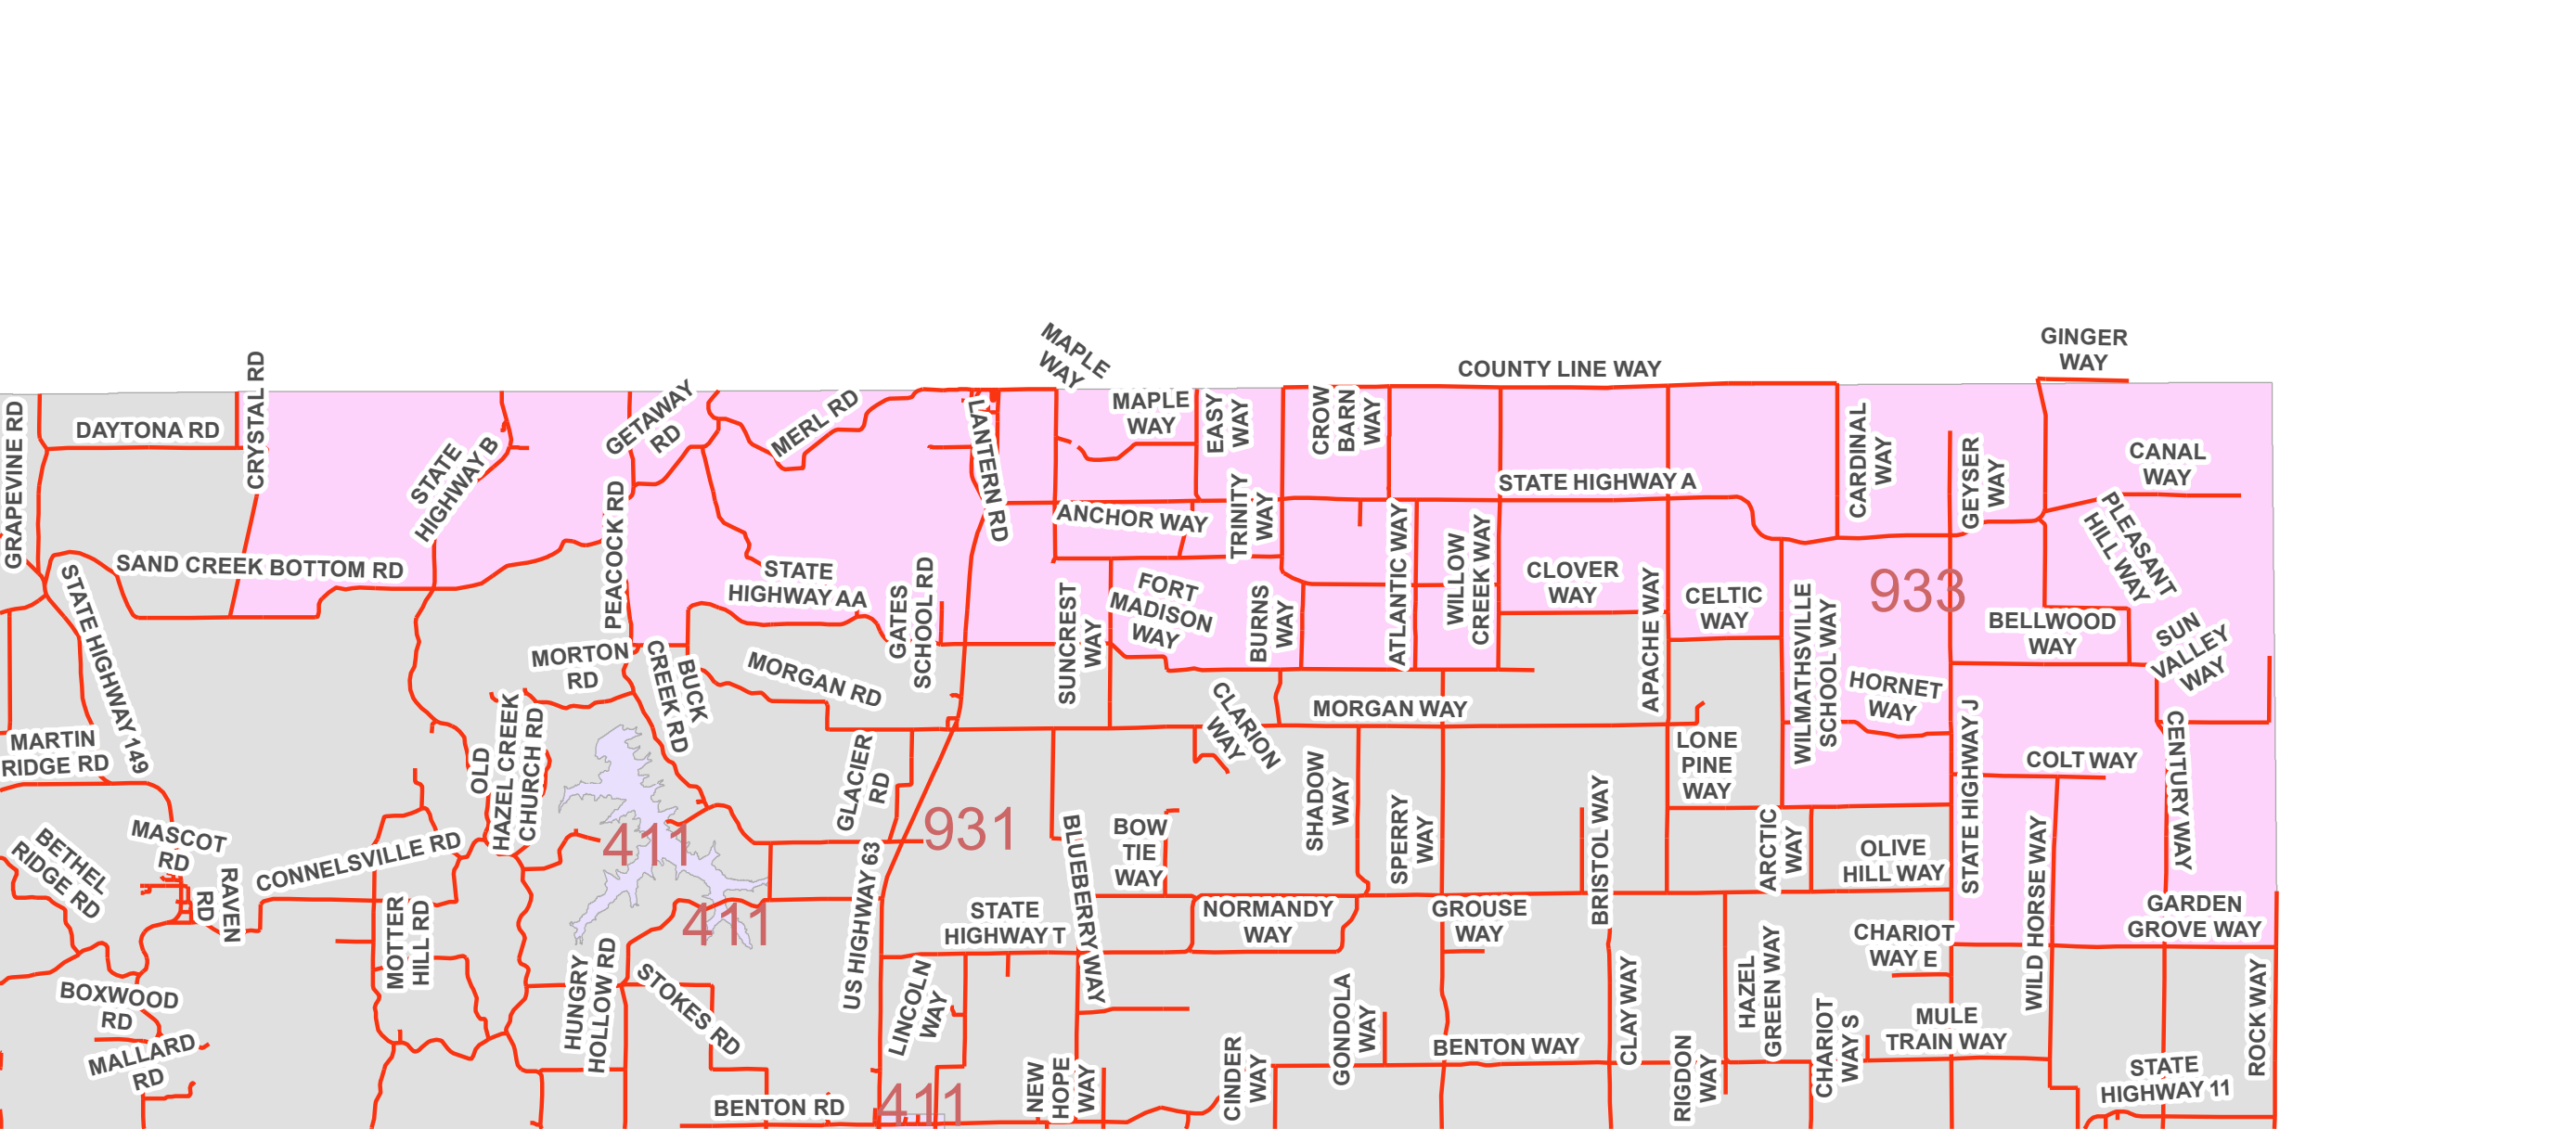 GINGER
WAY
MAPLE
WAY
COUNTY LINE WAY
GRAPEVINE RD
DAYTONA RD
CRYSTAL RD
STATE
HIGHWAY B
GETAWAY
RD
MERL RD
LANTERN RD
MAPLE
WAY
EASY
WAY
CROW
BARN
WAY
CARDINAL
WAY
GEYSER
WAY
CANAL
WAY
STATE HIGHWAY A
PEACOCK RD
ANCHOR WAY
TRINITY
WAY
ATLANTIC WAY
WILLOW
CREEK WAY
PLEASANT
HILL WAY
SAND CREEK BOTTOM RD
STATE HIGHWAY 149
STATE
HIGHWAY AA
GATES
SCHOOL RD
SUNCREST
WAY
FORT
MADISON
WAY
BURNS
WAY
CLOVER
WAY
APACHE WAY
CELTIC
WAY
WILMATHSVILLE
SCHOOL WAY
933
BELLWOOD
WAY
SUN
VALLEY
WAY
MORTON
RD
BUCK
CREEK RD
MORGAN RD
CLARION
WAY
MORGAN WAY
HORNET
WAY
STATE HIGHWAY J
MARTIN
RIDGE RD
OLD
HAZEL CREEK
CHURCH RD
GLACIER
RD
SHADOW
WAY
LONE
PINE
WAY
COLT WAY
CENTURY WAY
BETHEL
RIDGE RD
MASCOT
RD
RAVEN
RD
CONNELSVILLE RD
411
931
BLUEBERRY WAY
BOW
TIE
WAY
SPERRY
WAY
BRISTOL WAY
ARCTIC
WAY
OLIVE
HILL WAY
WILD HORSE WAY
MOTTER
HILL RD
411
US HIGHWAY 63
STATE
HIGHWAY T
NORMANDY
WAY
GROUSE
WAY
GARDEN
GROVE WAY
CHARIOT
WAY E
BOXWOOD
RD
HUNGRY
HOLLOW RD
STOKES RD
LINCOLN
WAY
GONDOLA
WAY
CLAY WAY
HAZEL
GREEN WAY
CHARIOT
WAY S
MULE
TRAIN WAY
ROCK WAY
MALLARD
RD
BENTON RD
411
NEW
HOPE
WAY
CINDER
WAY
BENTON WAY
RIGDON
WAY
STATE
HIGHWAY 11